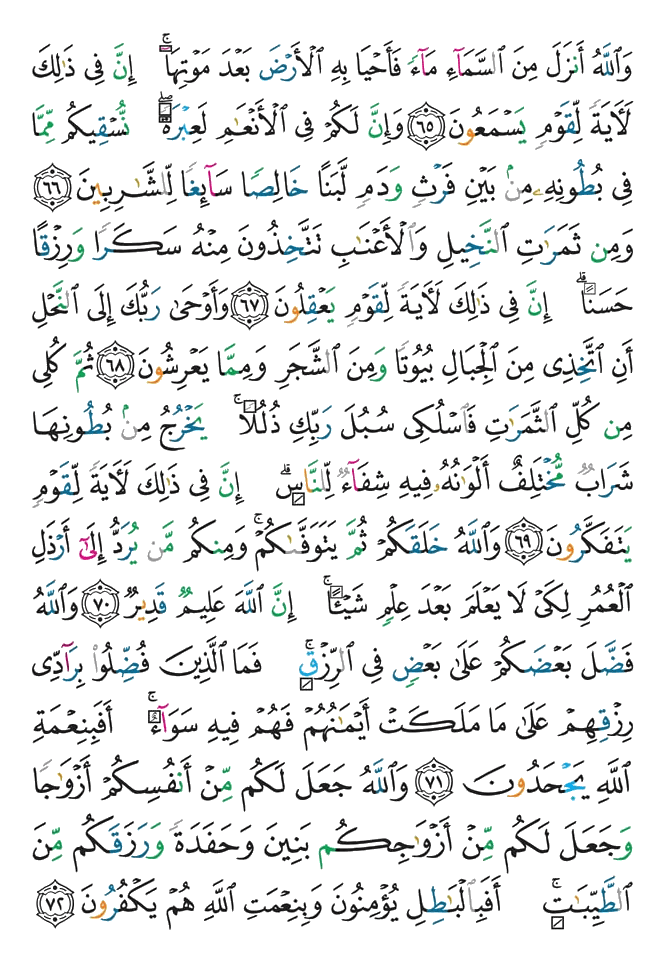 وَٱللَّهُ أَنزَلَ مِنَ ٱلسَّمَآءِ مَآءٗ فَأَحۡيَا بِهِ ٱلۡأَرۡضَ بَعۡدَ مَوۡتِهَآۚ إِنَّ فِي ذَٰلِكَ
لَأٓيَةٗ لِّقَوۡمٖ يَسۡمَعُونَ ٦٥ وَإِنَّ لَكُمۡ فِي ٱلۡأَنۡعَٰمِ لَعِبۡرَةٗۖ نُّسۡقِيكُم مِّمَّا
فِي بُطُونِهِۦ مِنۢ بَيۡنِ فَرۡثٖ وَدَمٖ لَّبَنًا خَالِصٗا سَآئِغٗا لِّلشَّٰرِبِينَ ٦٦
وَمِن ثَمَرَٰتِ ٱلنَّخِيلِ وَٱلۡأَعۡنَٰبِ تَتَّخِذُونَ مِنۡهُ سَكَرٗا وَرِزۡقًا
حَسَنًاۗ إِنَّ فِي ذَٰلِكَ لَأٓيَةٗ لِّقَوۡمٖ يَعۡقِلُونَ ٦٧ وَأَوۡحَىٰ رَبُّكَ إِلَى ٱلنَّحۡلِ
أَنِ ٱتَّخِذِي مِنَ ٱلۡجِبَالِ بُيُوتٗا وَمِنَ ٱلشَّجَرِ وَمِمَّا يَعۡرِشُونَ ٦٨ ثُمَّ كُلِي
مِن كُلِّ ٱلثَّمَرَٰتِ فَٱسۡلُكِي سُبُلَ رَبِّكِ ذُلُلٗاۚ يَخۡرُجُ مِنۢ بُطُونِهَا
شَرَابٞ مُّخۡتَلِفٌ أَلۡوَٰنُهُۥ فِيهِ شِفَآءٞ لِّلنَّاسِۗ إِنَّ فِي ذَٰلِكَ لَأٓيَةٗ لِّقَوۡمٖ
يَتَفَكَّرُونَ ٦٩ وَٱللَّهُ خَلَقَكُمۡ ثُمَّ يَتَوَفَّىٰكُمۡۚ وَمِنكُم مَّن يُرَدُّ إِلَىٰٓ أَرۡذَلِ
ٱلۡعُمُرِ لِكَيۡ لَا يَعۡلَمَ بَعۡدَ عِلۡمٖ شَيۡـًٔاۚ إِنَّ ٱللَّهَ عَلِيمٞ قَدِيرٞ ٧٠ وَٱللَّهُ
فَضَّلَ بَعۡضَكُمۡ عَلَىٰ بَعۡضٖ فِي ٱلرِّزۡقِۚ فَمَا ٱلَّذِينَ فُضِّلُواْ بِرَآدِّي
رِزۡقِهِمۡ عَلَىٰ مَا مَلَكَتۡ أَيۡمَٰنُهُمۡ فَهُمۡ فِيهِ سَوَآءٌۚ أَفَبِنِعۡمَةِ
ٱللَّهِ يَجۡحَدُونَ ٧١ وَٱللَّهُ جَعَلَ لَكُم مِّنۡ أَنفُسِكُمۡ أَزۡوَٰجٗا
وَجَعَلَ لَكُم مِّنۡ أَزۡوَٰجِكُم بَنِينَ وَحَفَدَةٗ وَرَزَقَكُم مِّنَ
ٱلطَّيِّبَٰتِۚ أَفَبِٱلۡبَٰطِلِ يُؤۡمِنُونَ وَبِنِعۡمَتِ ٱللَّهِ هُمۡ يَكۡفُرُونَ ٧٢